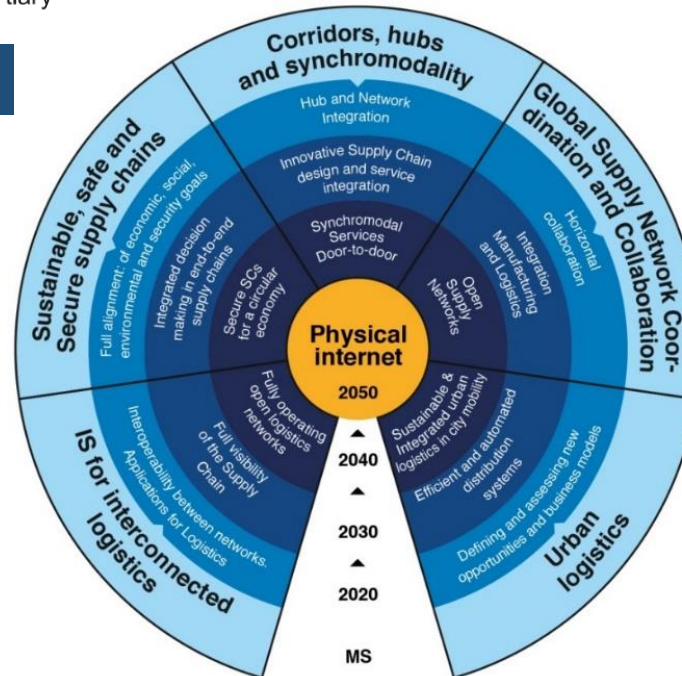 tiary
Corridors, hubs
and synchromodality
Hub and Network
Integration
Innovative Supply Chain
design and service
integration
Synchromodal
Services
Door-to-door
Global Supply Network Coor-
dination and Collaboration
Horizontal
collaboration
Integration
Manufacturing
and Logistics
Open
Supply
Networks
Urban
logistics
Defining and assessing new
opportunities and business models
Efficient and automated
distribution
systems
Sustainable &
Integrated urban
logistics in city mobility
IS for interconnected
logistics
Interoperability between networks.
Applications for Logistics
Full visibility
of the Supply
Chain
Fully operating
open logistics
networks
Sustainable, safe and
Secure supply chains
Full alignment: of economic, social,
environmental and security goals
Integrated decision
making in end-to-end
supply chains
Secure SCs
for a circular
economy
Physical
internet
2050
2040
2030
2020
MS